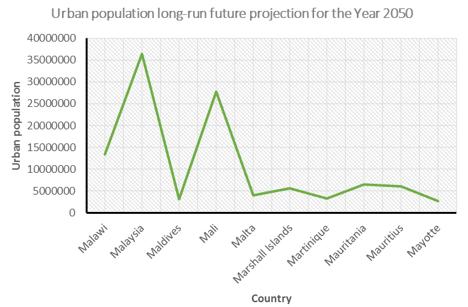 Urban population long-run future projection for the Year 2050
40000000
35000000
30000000
25000000
20000000
15000000
10000000
5000000
0
Urban population
Malawi
Malaysia
Maldives
Mali
Malta
Marshall Islands
Martinique
Mauritania
Mauritius
Mayotte
Country